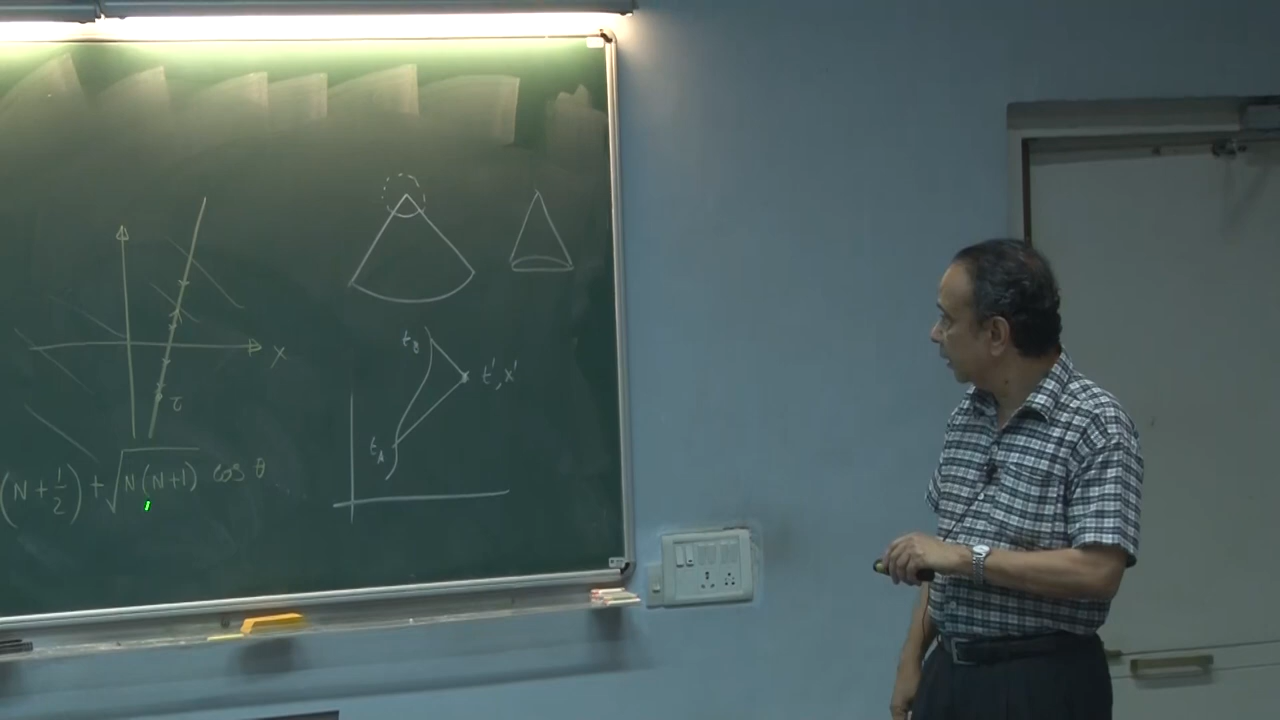 X
τ
t_B
t', x'
t_A
(N + 1/2) + √N(N+1) cos θ